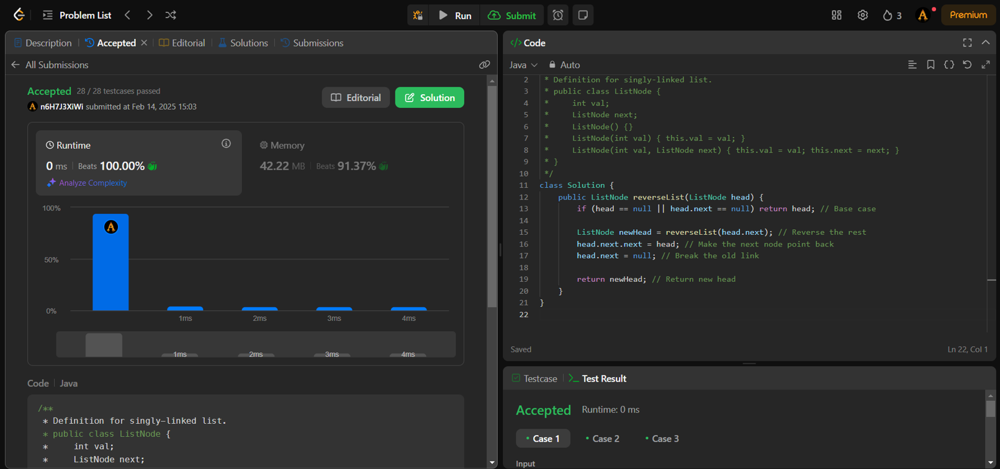 Problem List
Run
Submit
3
Premium
Description
Accepted
Editorial
Solutions
Submissions
All Submissions
Accepted 28 / 28 testcases passed
n6H7J3XiWi submitted at Feb 14, 2025 15:03
Editorial
Solution
Runtime
0 ms | Beats 100.00%
Analyze Complexity
Memory
42.22 MB | Beats 91.37%
100%
50%
0%
1ms 2ms 3ms 4ms
1ms 2ms 3ms 4ms
Code | Java
/**
* Definition for singly-linked list.
* public class ListNode {
* int val;
* ListNode next;
</> Code
Java Auto
2 * Definition for singly-linked list.
3 * public class ListNode {
4 * int val;
5 * ListNode next;
6 * ListNode() {}
7 * ListNode(int val) { this.val = val; }
8 * ListNode(int val, ListNode next) { this.val = val; this.next = next; }
9 * }
10 */
11 class Solution {
12 public ListNode reverseList(ListNode head) {
13 if (head == null || head.next == null) return head; // Base case
14
15 ListNode newHead = reverseList(head.next); // Reverse the rest
16 head.next.next = head; // Make the next node point back
17 head.next = null; // Break the old link
18
19 return newHead; // Return new head
20 }
21 }
22
Saved
Ln 22, Col 1
Testcase
Test Result
Accepted Runtime: 0 ms
Case 1
Case 2
Case 3
Input